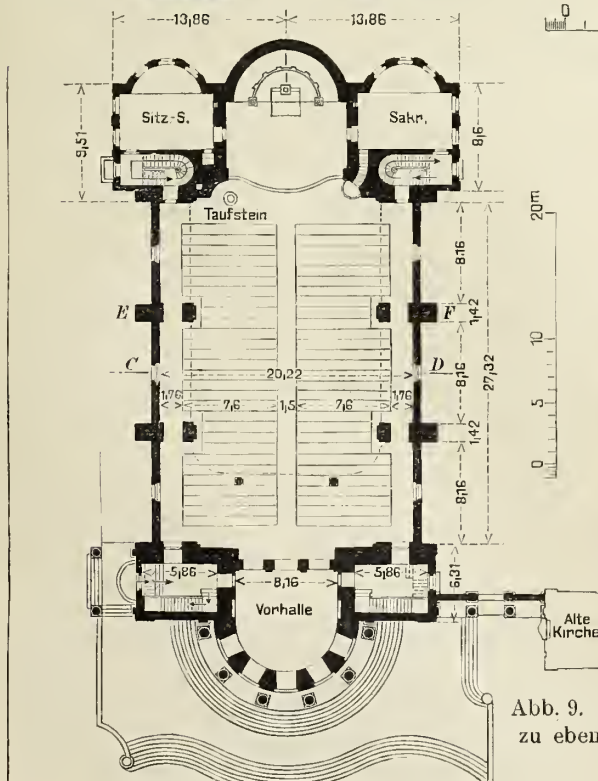 13,86
13,86
0
Sitz-S.
Sakr.
9,51
8,6
Taufstein
20m
10
5
0
8,16
E
F
1,42
C
D
20,22
8,16
27,32
1,76
7,6
1,5
7,6
1,76
1,42
8,16
5,86
8,16
5,86
6,31
Vorhalle
Alte
Kirche
Abb. 9.
zu eben